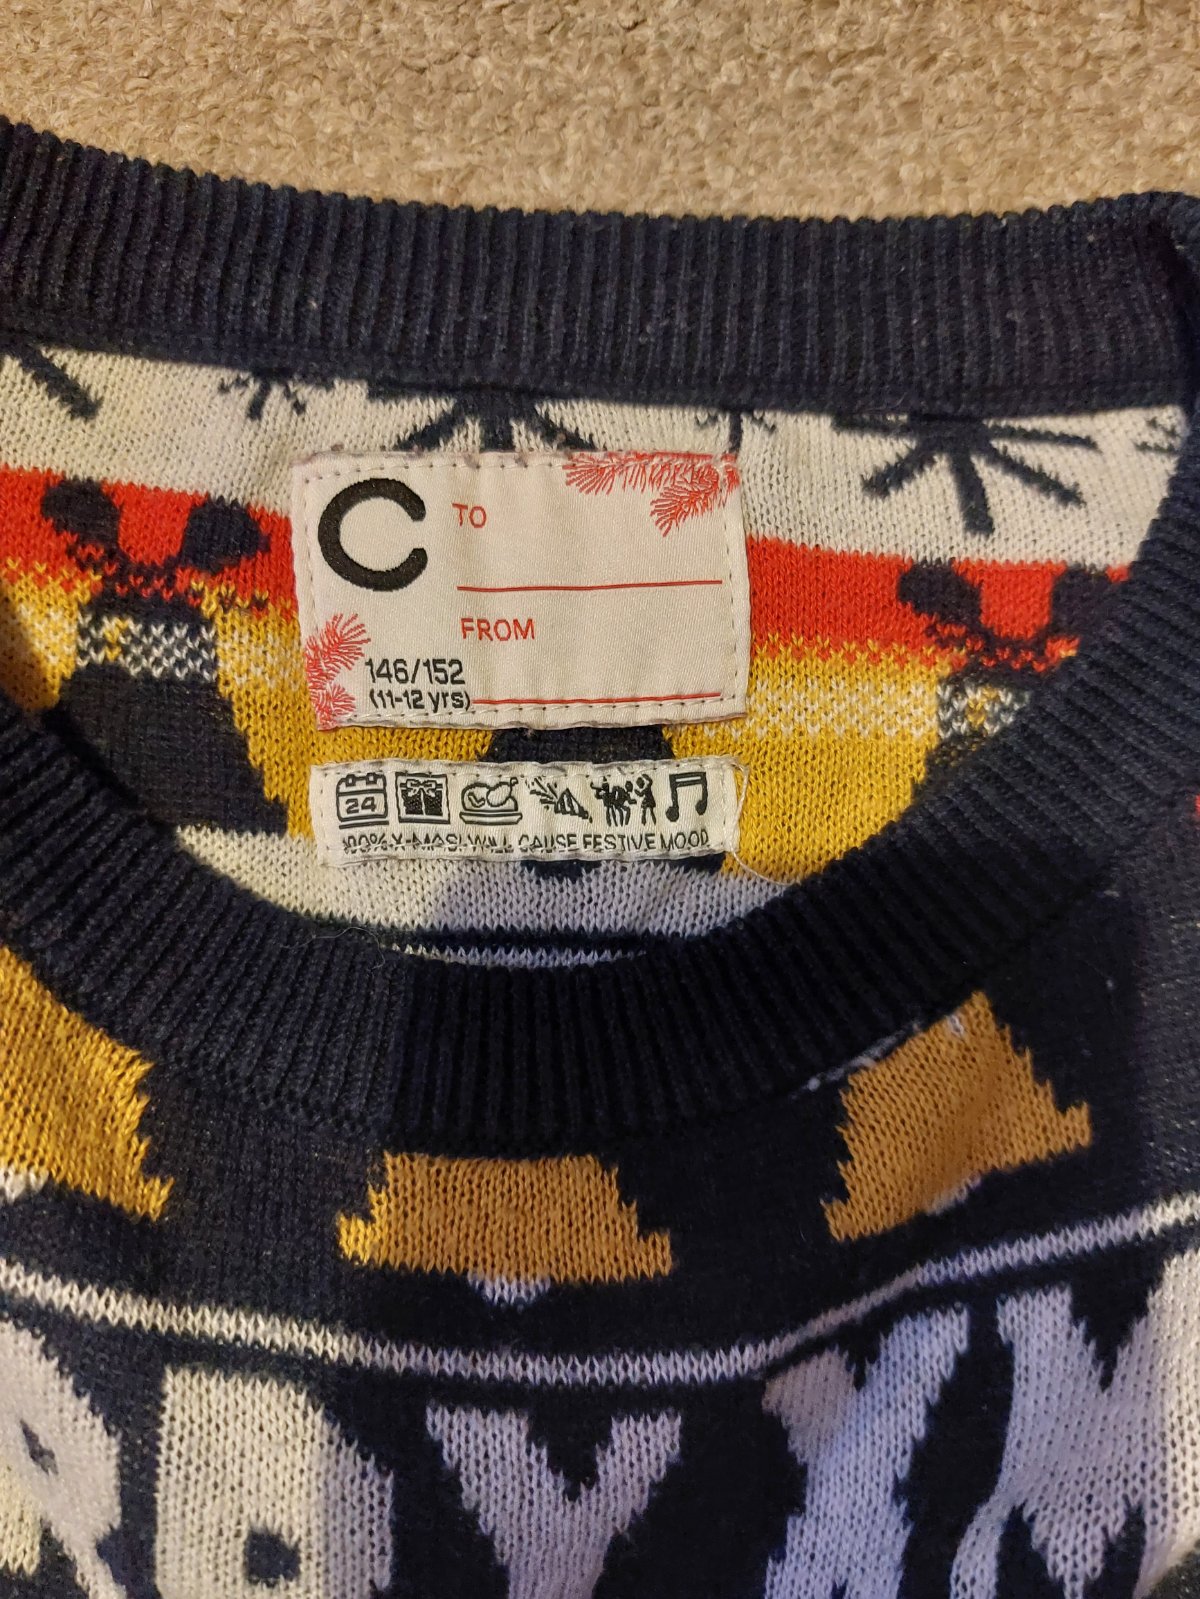 C
TO
FROM
146/152
(11-12 yrs)
24
100% X-MAS! WILL CAUSE FESTIVE MOOD